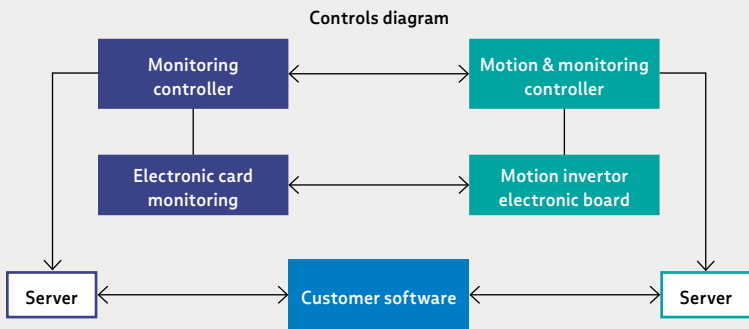 Controls diagram
Monitoring
controller
Motion & monitoring
controller
Electronic card
monitoring
Motion invertor
electronic board
Server
Customer software
Server